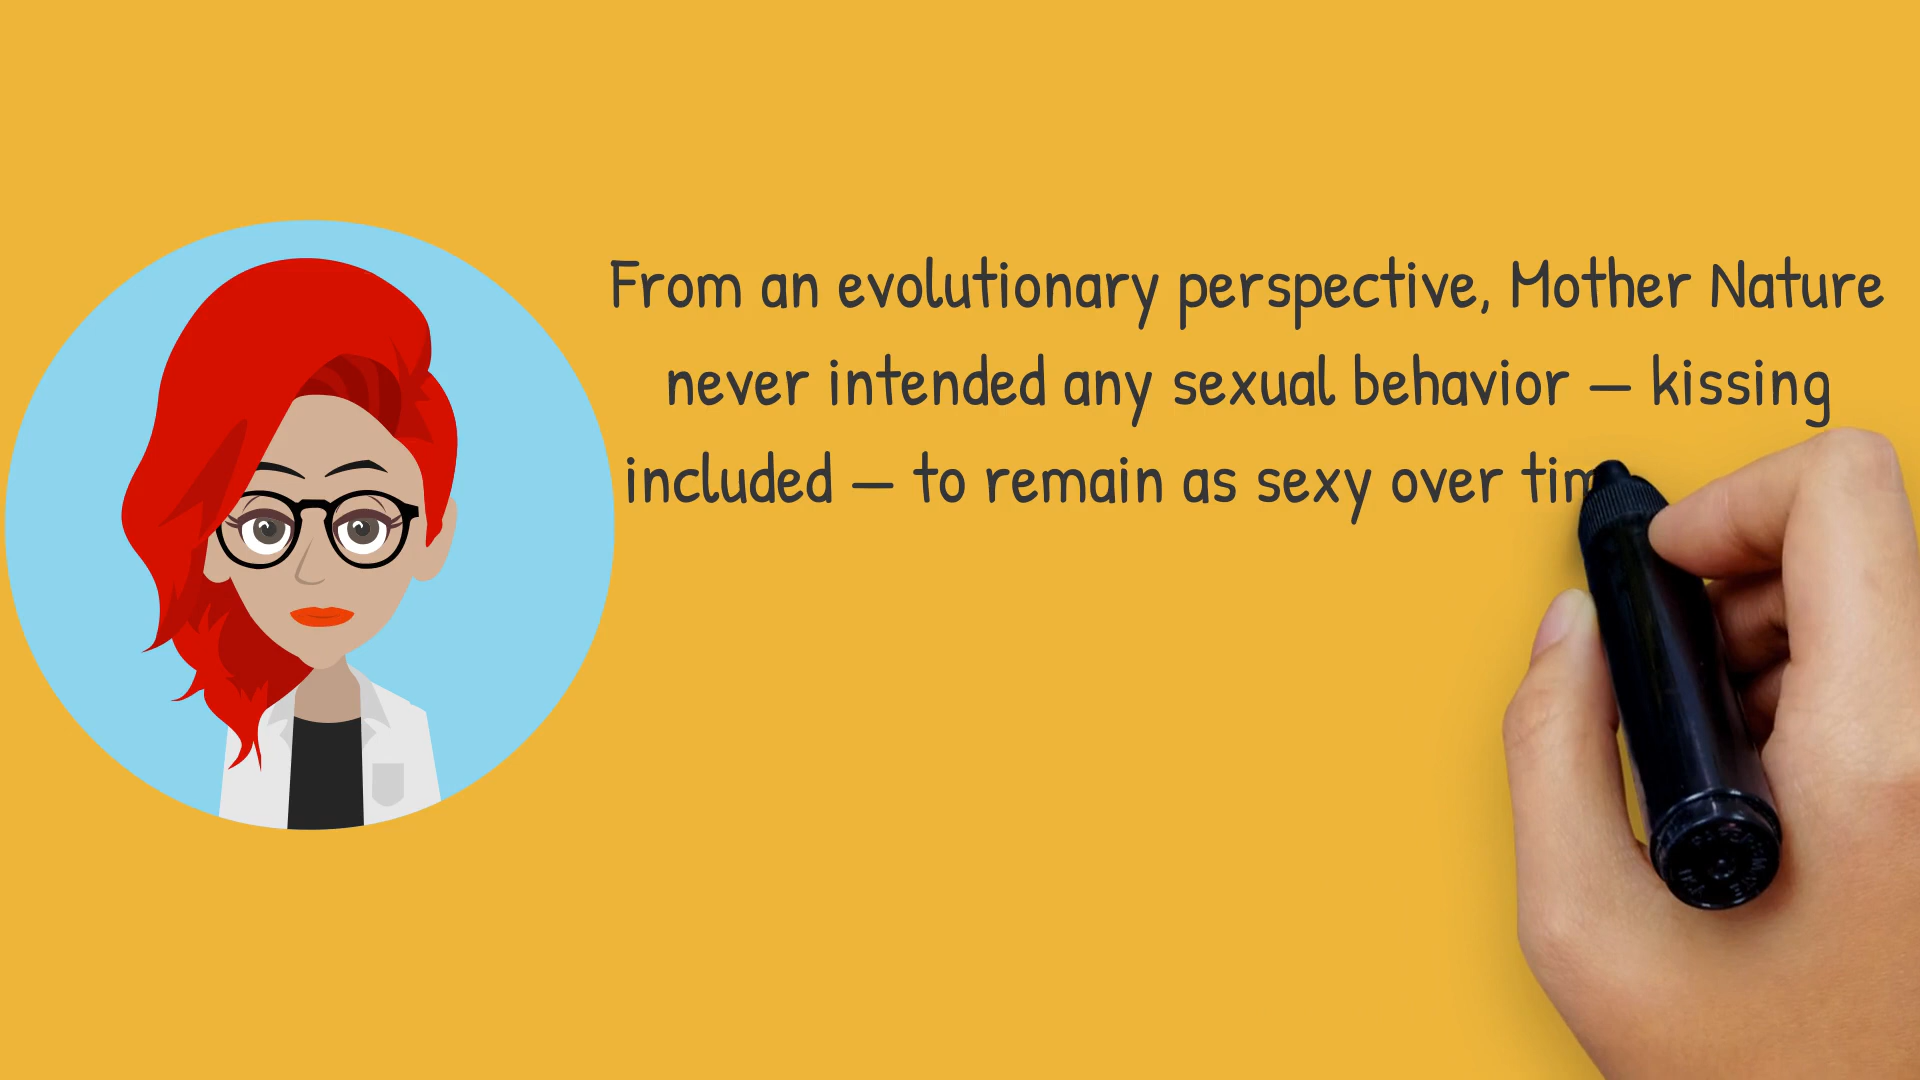 From an evolutionary perspective, Mother Nature
never intended any sexual behavior — kissing
included — to remain as sexy over